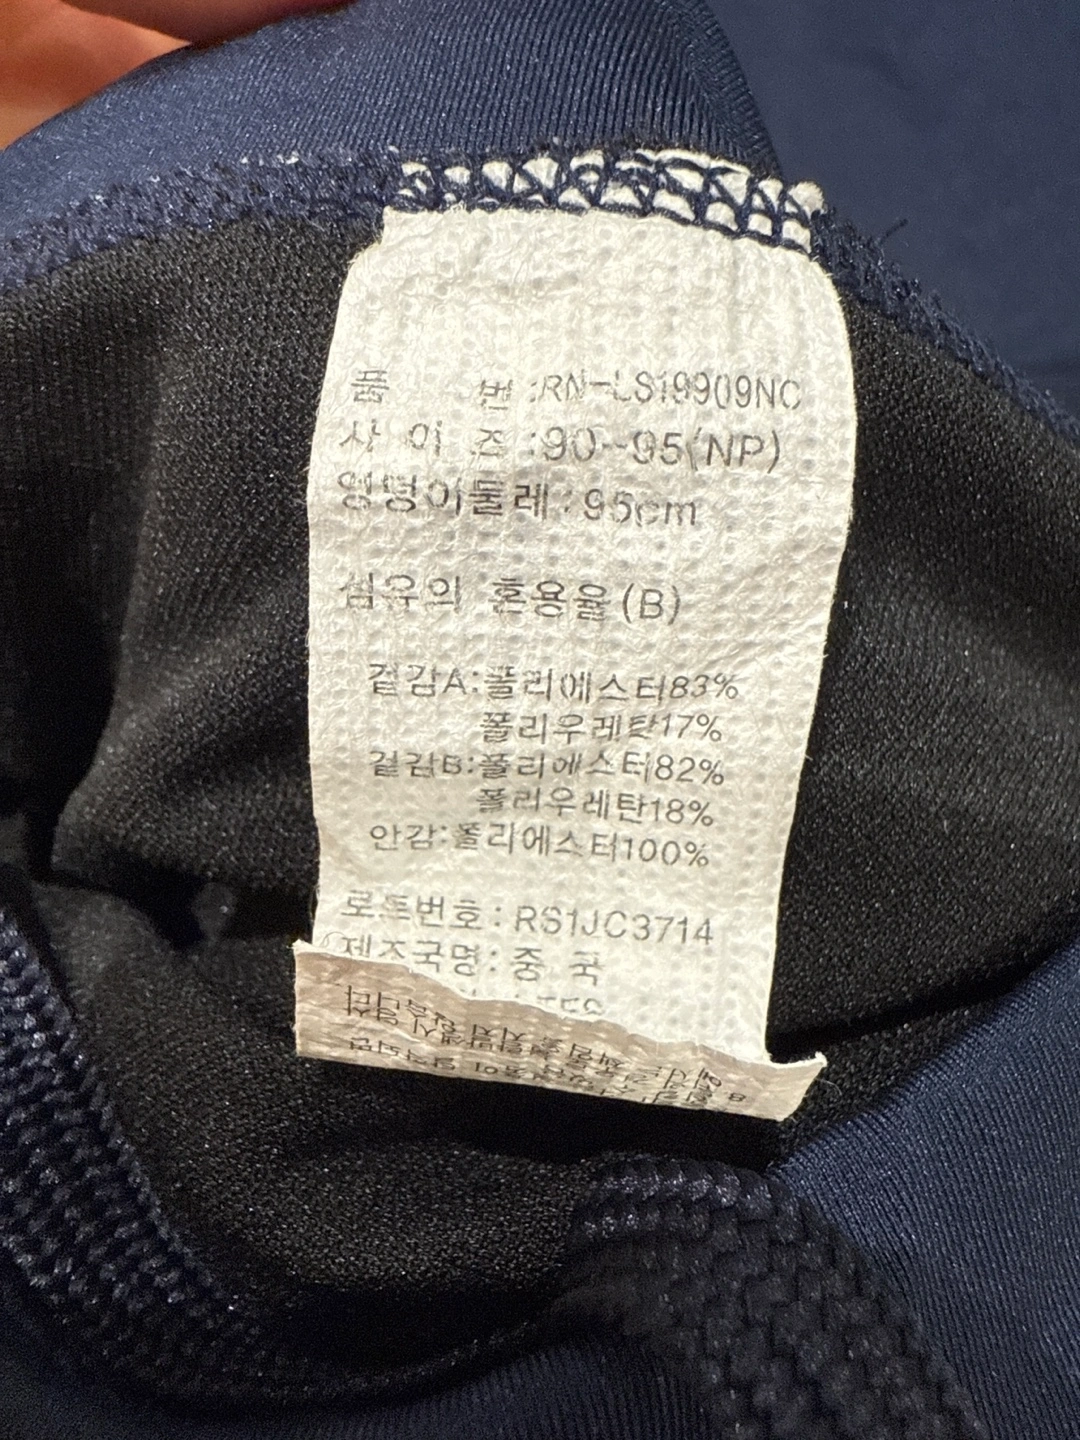 품 번 :RN-LS19909NC
사 이 즈 :90~95(NP)
엉덩이둘레 : 95cm
섬유의 혼용율 (B)
겉감A:폴리에스터83%
폴리우레탄17%
겉감B:폴리에스터82%
폴리우레탄18%
안감:폴리에스터100%
로트번호 : RS1JC3714
제조국명 : 중 국